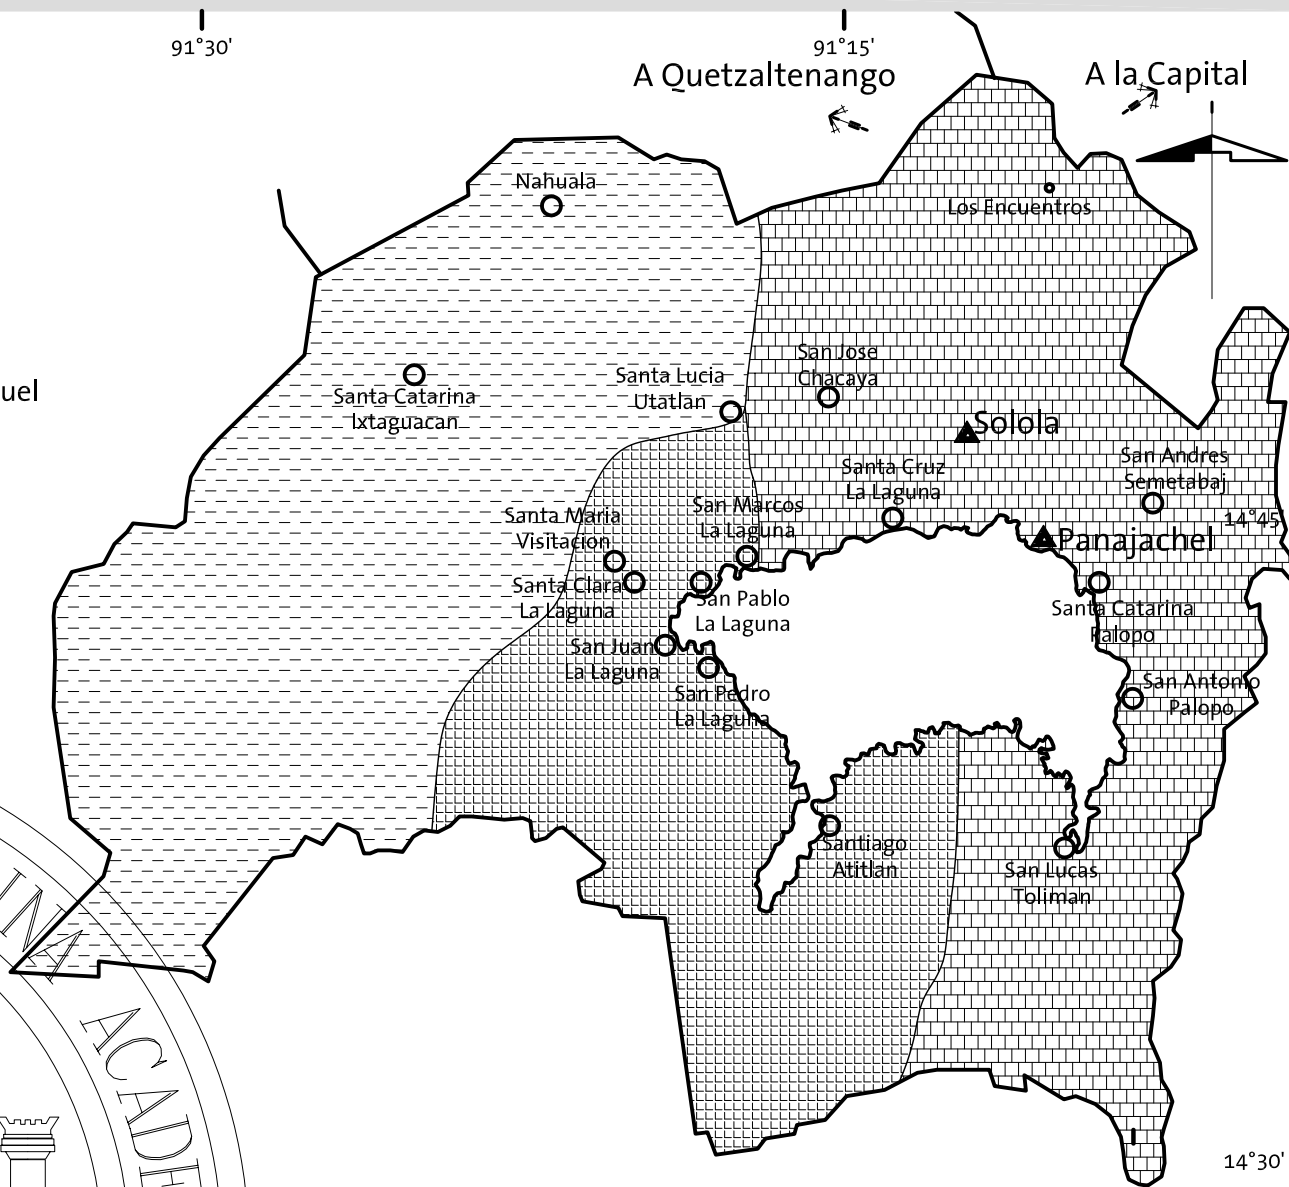 91°30'
91°15'
A Quetzaltenango
A la Capital
Nahuala
Los Encuentros
San Jose
Chacaya
Santa Lucia
Utatlan
uel
Santa Catarina
Ixtaguacan
Solola
San Andres
Semetabaj
Santa Cruz
La Laguna
San Marcos
La Laguna
Santa Maria
Visitacion
14°45'
Panajachel
Santa Clara
La Laguna
San Pablo
La Laguna
Santa Catarina
Palopo
San Juan
La Laguna
San Pedro
La Laguna
San Antonio
Palopo
Santiago
Atitlan
San Lucas
Toliman
INA
ACADE
14°30'